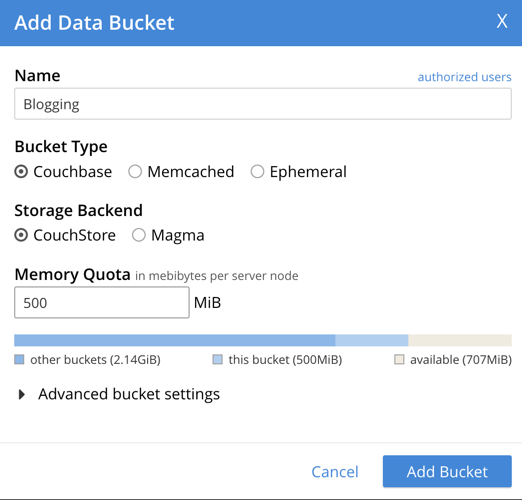 Add Data Bucket X
Name authorized users
Blogging
Bucket Type
Couchbase Memcached Ephemeral
Storage Backend
CouchStore Magma
Memory Quota in mebibytes per server node
500 MiB
other buckets (2.14GiB) this bucket (500MiB) available (707MiB)
Advanced bucket settings
Cancel Add Bucket